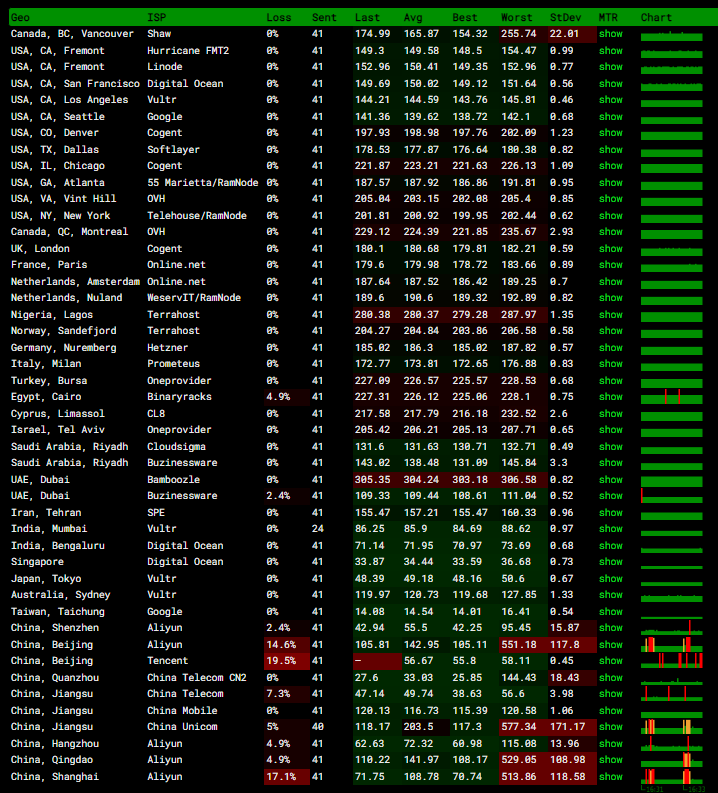 Geo ISP Loss Sent Last Avg Best Worst StDev MTR Chart
Canada, BC, Vancouver Shaw 0% 41 174.99 165.87 154.32 255.74 22.01 show
USA, CA, Fremont Hurricane FMT2 0% 41 149.3 149.58 148.5 154.47 0.99 show
USA, CA, Fremont Linode 0% 41 152.96 150.41 149.35 152.96 0.77 show
USA, CA, San Francisco Digital Ocean 0% 41 149.69 150.02 149.12 151.64 0.56 show
USA, CA, Los Angeles Vultr 0% 41 144.21 144.59 143.76 145.81 0.46 show
USA, CA, Seattle Google 0% 41 141.36 139.62 138.72 142.1 0.68 show
USA, CO, Denver Cogent 0% 41 197.93 198.98 197.76 202.09 1.23 show
USA, TX, Dallas Softlayer 0% 41 178.53 177.87 176.64 180.38 0.82 show
USA, IL, Chicago Cogent 0% 41 221.87 223.21 221.63 226.13 1.09 show
USA, GA, Atlanta 55 Marietta/RamNode 0% 41 187.57 187.92 186.86 191.81 0.95 show
USA, VA, Vint Hill OVH 0% 41 205.04 203.15 202.08 205.4 0.85 show
USA, NY, New York Telehouse/RamNode 0% 41 201.81 200.92 199.95 202.44 0.62 show
Canada, QC, Montreal OVH 0% 41 229.12 224.39 221.85 235.67 2.93 show
UK, London Cogent 0% 41 180.1 180.68 179.81 182.21 0.59 show
France, Paris Online.net 0% 41 179.6 179.98 178.72 183.66 0.89 show
Netherlands, Amsterdam Online.net 0% 41 187.64 187.52 186.42 189.25 0.7 show
Netherlands, Nuland WeservIT/RamNode 0% 41 189.6 190.6 189.32 192.89 0.82 show
Nigeria, Lagos Terrahost 0% 41 280.38 280.37 279.28 287.97 1.35 show
Norway, Sandefjord Terrahost 0% 41 204.27 204.84 203.86 206.58 0.58 show
Germany, Nuremberg Hetzner 0% 41 185.02 186.3 185.02 187.82 0.57 show
Italy, Milan Prometeus 0% 41 172.77 173.81 172.65 176.88 0.83 show
Turkey, Bursa Oneprovider 0% 41 227.09 226.57 225.57 228.53 0.68 show
Egypt, Cairo Binaryracks 4.9% 41 227.31 226.12 225.06 228.1 0.75 show
Cyprus, Limassol CL8 0% 41 217.58 217.79 216.18 232.52 2.6 show
Israel, Tel Aviv Oneprovider 0% 41 205.42 206.21 205.13 207.71 0.65 show
Saudi Arabia, Riyadh Cloudsigma 0% 41 131.6 131.63 130.71 132.71 0.49 show
Saudi Arabia, Riyadh Buzinessware 0% 41 143.02 138.48 131.09 145.84 3.3 show
UAE, Dubai Bamboozle 0% 41 305.35 304.24 303.18 306.58 0.82 show
UAE, Dubai Buzinessware 2.4% 41 109.33 109.44 108.61 111.04 0.52 show
Iran, Tehran SPE 0% 41 155.47 157.21 155.47 160.33 0.96 show
India, Mumbai Vultr 0% 24 86.25 85.9 84.69 88.62 0.97 show
India, Bengaluru Digital Ocean 0% 41 71.14 71.95 70.97 73.69 0.68 show
Singapore Digital Ocean 0% 41 33.87 34.44 33.59 36.68 0.73 show
Japan, Tokyo Vultr 0% 41 48.39 49.18 48.16 50.6 0.67 show
Australia, Sydney Vultr 0% 41 119.97 120.73 119.68 127.85 1.33 show
Taiwan, Taichung Google 0% 41 14.08 14.54 14.01 16.41 0.54 show
China, Shenzhen Aliyun 2.4% 41 42.94 55.5 42.25 95.45 15.87 show
China, Beijing Aliyun 14.6% 41 105.81 142.95 105.11 551.18 117.8 show
China, Beijing Tencent 19.5% 41 — 56.67 55.8 58.11 0.45 show
China, Quanzhou China Telecom CN2 0% 41 27.6 33.03 25.85 144.43 18.43 show
China, Jiangsu China Telecom 7.3% 41 47.14 49.74 38.63 56.6 3.98 show
China, Jiangsu China Mobile 0% 41 120.13 116.73 115.39 120.58 1.06 show
China, Jiangsu China Unicom 5% 40 118.17 203.5 117.3 577.34 171.17 show
China, Hangzhou Aliyun 4.9% 41 62.63 72.32 60.98 115.08 13.96 show
China, Qingdao Aliyun 4.9% 41 110.22 141.97 108.17 529.05 108.98 show
China, Shanghai Aliyun 17.1% 41 71.75 108.78 70.74 513.86 118.58 show